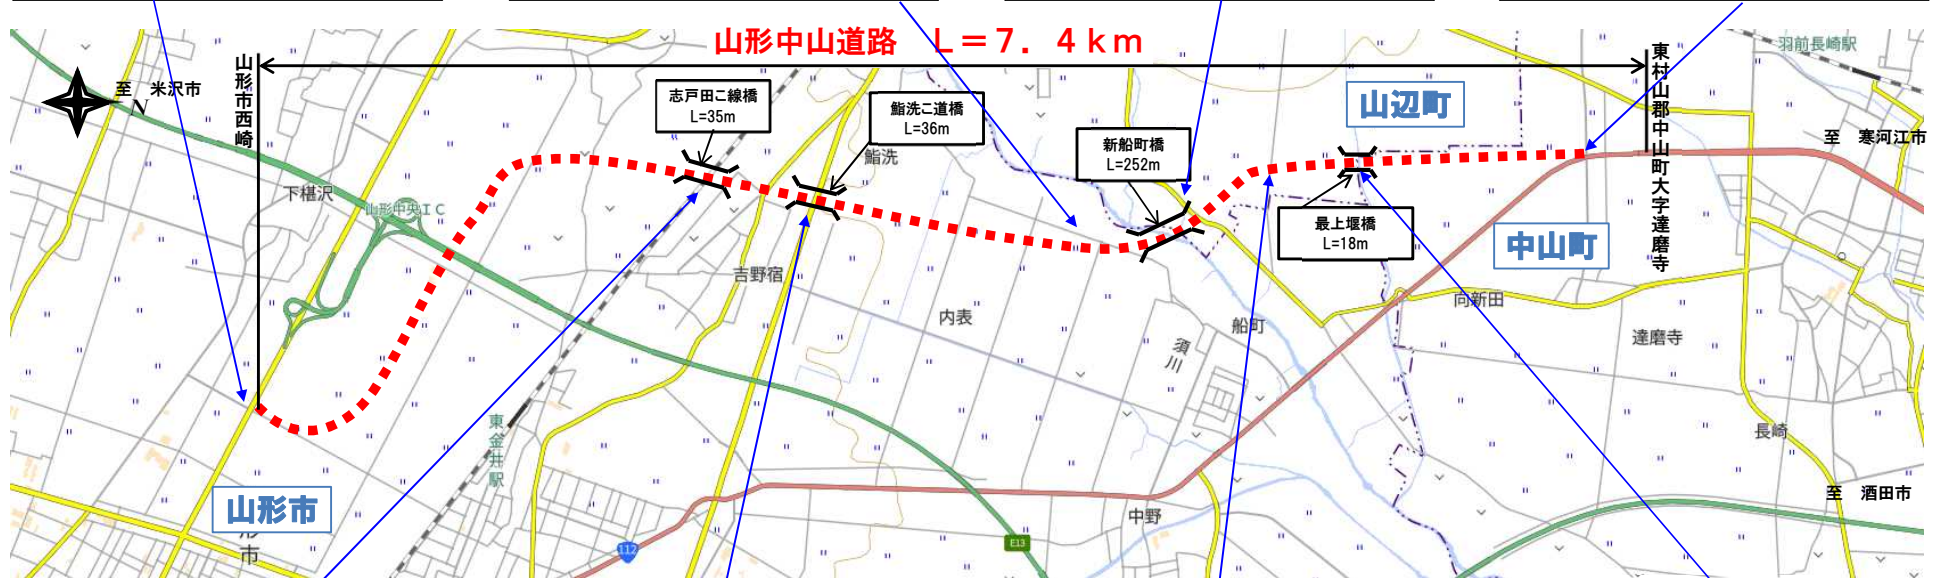 山形中山道路　Ｌ＝７．４ｋｍ
羽前長崎駅
至　米沢市
N
山形市西崎
志戸田こ線橋
L=35m
鮨洗こ道橋
L=36m
鮨洗
新船町橋
L=252m
山辺町
東村山郡中山町大字達磨寺
至　寒河江市
下椹沢
山形中央ＩＣ
最上堰橋
L=18m
中山町
吉野宿
内表
船町
須川
向新田
達磨寺
東金井駅
長崎
山形市
形市
中野
至　酒田市
112
E13